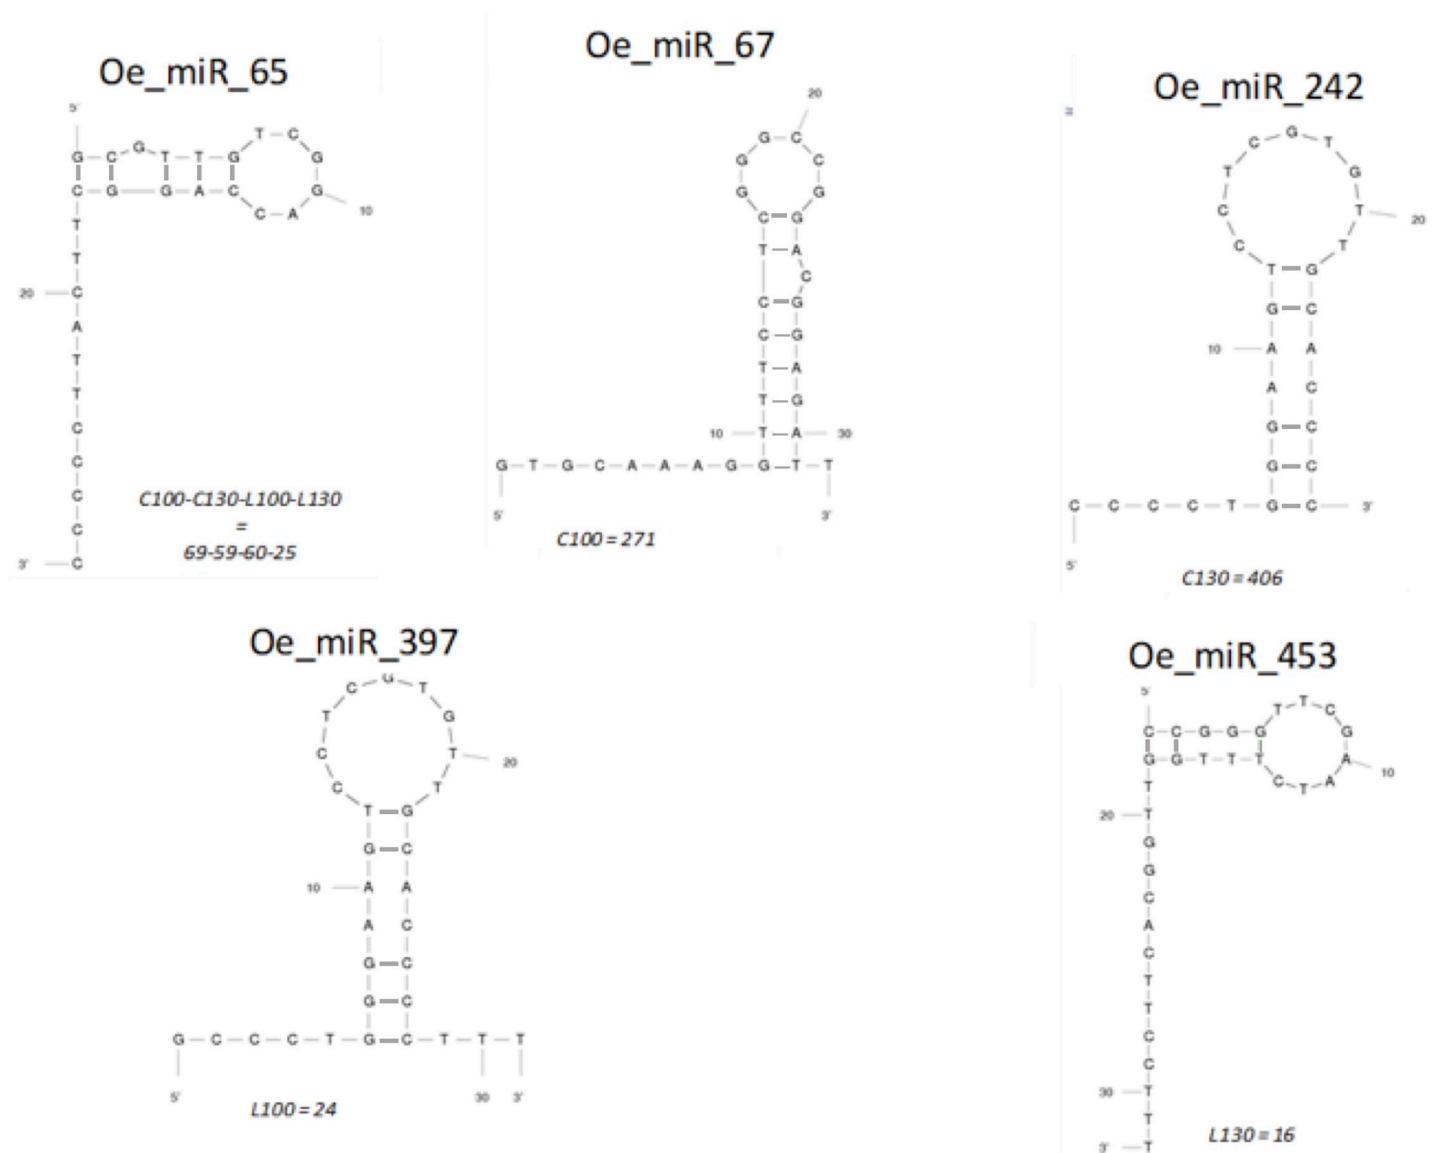 Oe_miR_65
5'
T C
G
G C T T G G
C G G A C G 10
C A
T
T
20 C
A
T
T
C
C
C
C
3' C
C100-C130-L100-L130
=
69-59-60-25
Oe_miR_67
20
G C
G C
G G
C G
T A
C
C G
C G
T A
T G
10 T A 30
G T G C A A A G G T T
5' 3'
C100 = 271
Oe_miR_242
G
C T
T G
C T 20
C T
T G
G C
10 A A
A C
G C
G C
C C C C T G C 3'
5'
C130 = 406
Oe_miR_397
G
C T
T G
C T 20
C T
T G
G C
10 A A
A C
G C
G C
G C C C T G C T T T
5' 30 3'
L100 = 24
Oe_miR_453
5'
T T C
C C G G G G
G G T T T A 10
C T A
T
20 T
G
G
C
A
C
T
T
C
C
30 T
T
3' T
L130 = 16